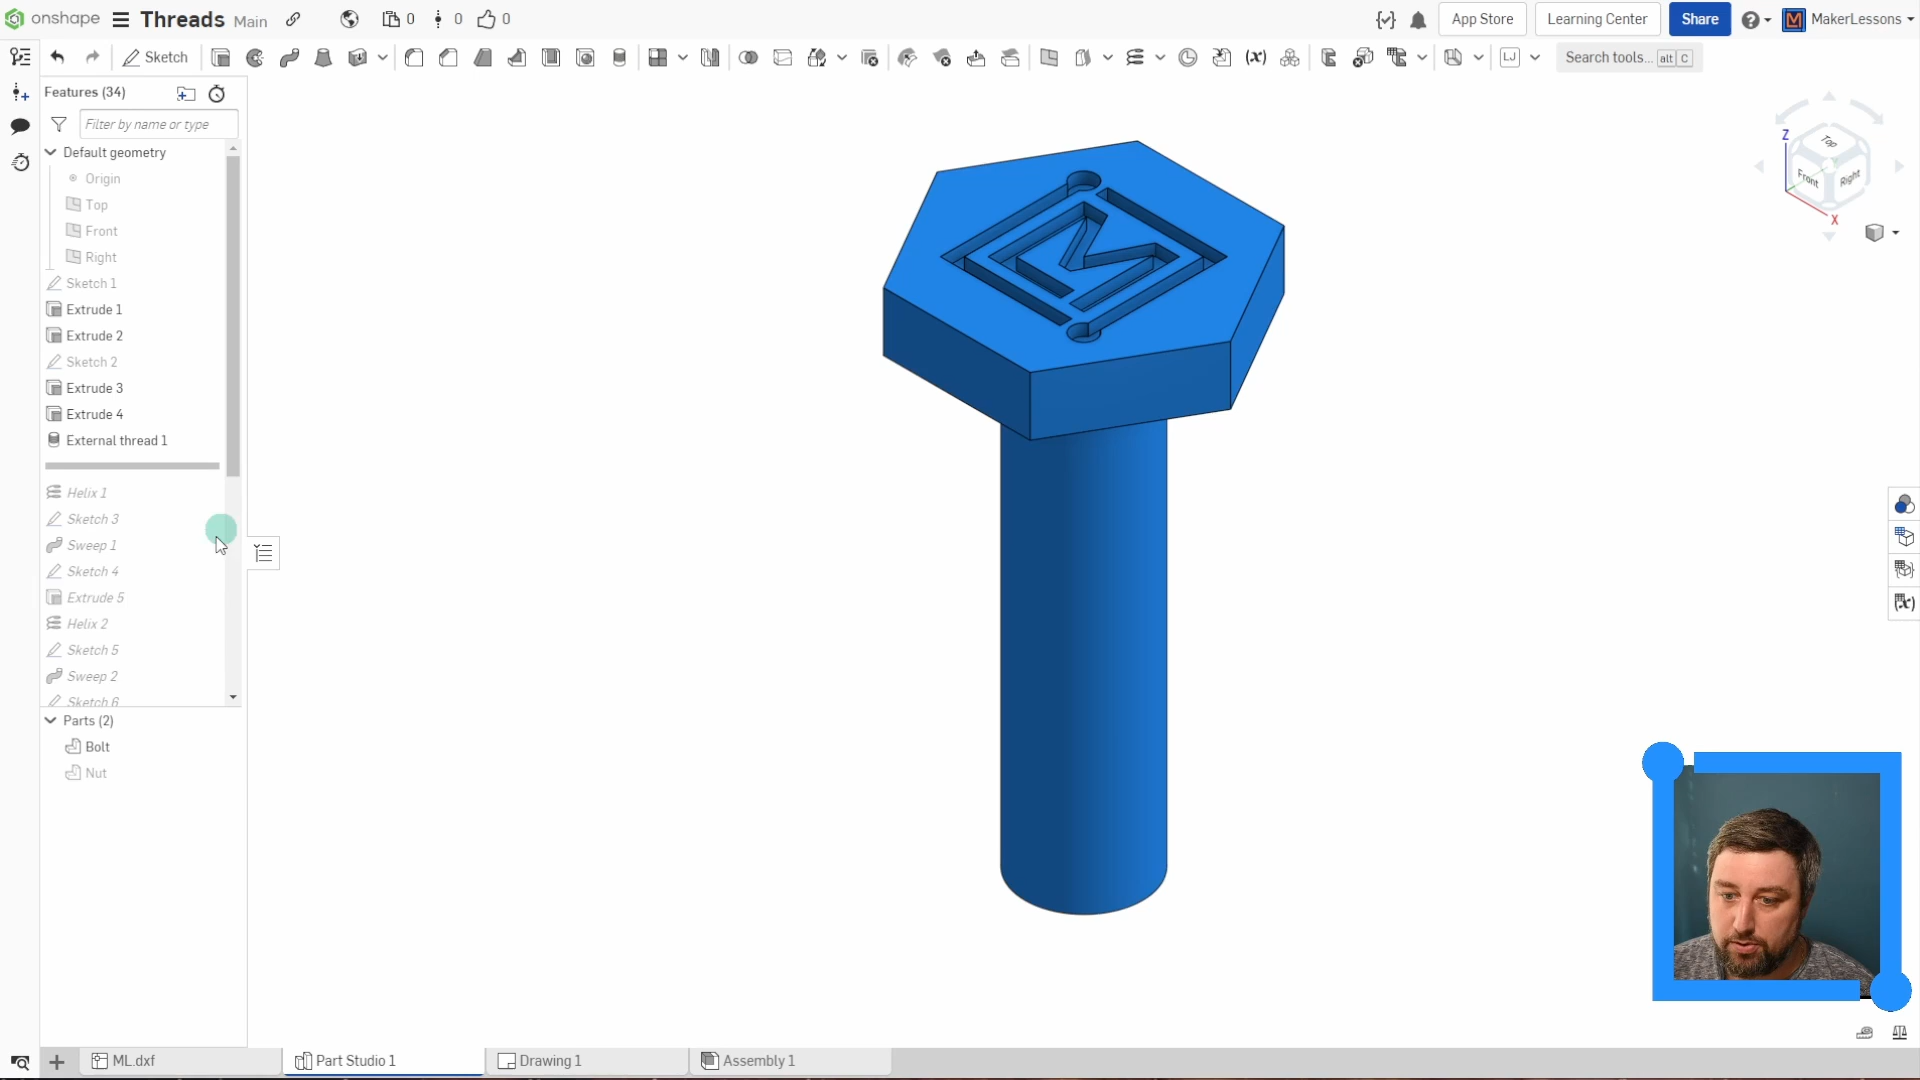 onshape Threads Main 0 0 0 App Store Learning Center Share MakerLessons
Sketch Search tools... alt C
Features (34)
Filter by name or type
Default geometry
Origin
Top
Front
Right
Sketch 1
Extrude 1
Extrude 2
Sketch 2
Extrude 3
Extrude 4
External thread 1
Helix 1
Sketch 3
Sweep 1
Sketch 4
Extrude 5
Helix 2
Sketch 5
Sweep 2
Sketch 6
Parts (2)
Bolt
Nut
M
Z
Top
Front Right
X
ML.dxf Part Studio 1 Drawing 1 Assembly 1